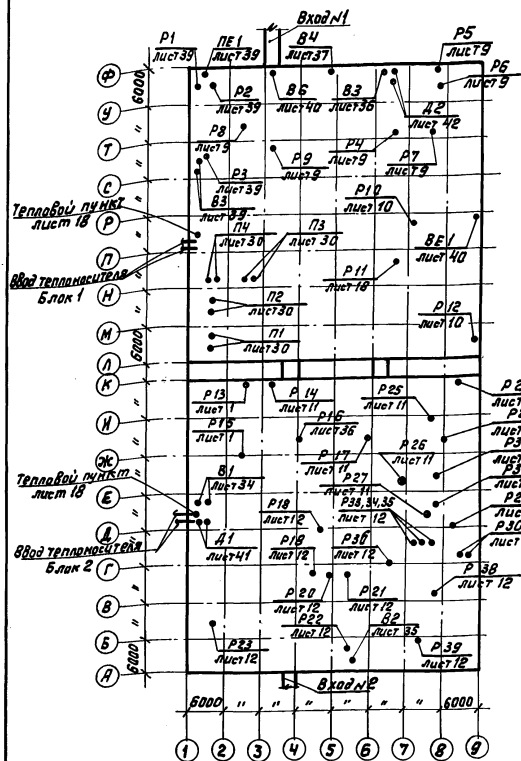 Вход №1
Р1
лист 39
ПЕ1
лист 39
В4
лист 37
Р5
лист 9
Р6
лист 9
Ф
6000
Р2
лист 39
В6
лист 40
В3
лист 36
Д2
лист 42
У
"
Р8
лист 9
Р4
лист 9
Т
"
Р3
лист 39
Р9
лист 9
Р7
лист 9
С
"
В3
лист 39
Р10
лист 10
Тепловой пункт
лист 18
Р
"
П4
лист 30
П3
лист 30
ВЕ1
40
П
"
Ввод теплоносителя
Блок 1
Р11
лист 18
Н
"
П2
лист 30
Р12
лист 10
М
6000
П1
лист 30
Л
К
Р13
лист 1
Р14
лист 11
Р25
лист 11
"
И
Р15
лист 1
Р16
лист 36
"
Ж
Р17
лист 11
Р26
лист 11
Тепловой пункт
лист 18
"
Е
В1
лист 34
Р27
лист 11
Р18
лист 12
Р38,34,35
лист 12
"
Д
Ввод теплоносителя
Блок 2
Д1
лист 41
Р19
лист 12
Р36
лист 12
Р30
Г
"
Р38
лист 12
В
Р20
лист 12
Р21
лист 12
"
Б
Р23
лист 12
Р22
лист 12
В2
лист 35
Р39
лист 12
6000
А
Вход №2
6000 " " " " " " 6000
1 2 3 4 5 6 7 8 9